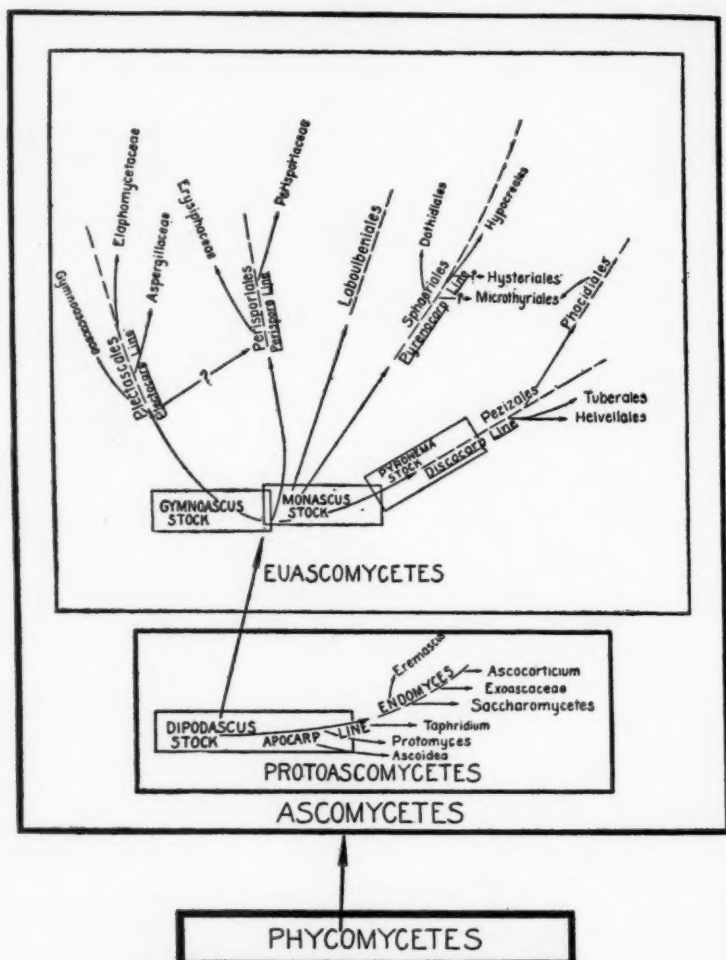 Elaphomycetaceae
Gymnoascaceae
Aspergillaceae
Plectascales
Plectocarp Line
?
Erysiphaceae
Perisporiaceae
Perisporiales
Perispore Line
Laboulbeniales
Dothidiales
Hypocreales
Sphaeriales
Pyrenocarp Line
? Hysteriales
? Microthyriales
Phacidiales
Pezizales
Discocarp Line
Tuberales
Helvellales
PYRONEMA
STOCK
GYMNOASCUS
STOCK
MONASCUS
STOCK
EUASCOMYCETES
Eremascus
ENDOMYCES
Ascocorticium
Exoascaceae
Saccharomycetes
DIPODASCUS
STOCK
APOCARP LINE
Taphridium
Protomyces
Ascoidea
PROTOASCOMYCETES
ASCOMYCETES
PHYCOMYCETES